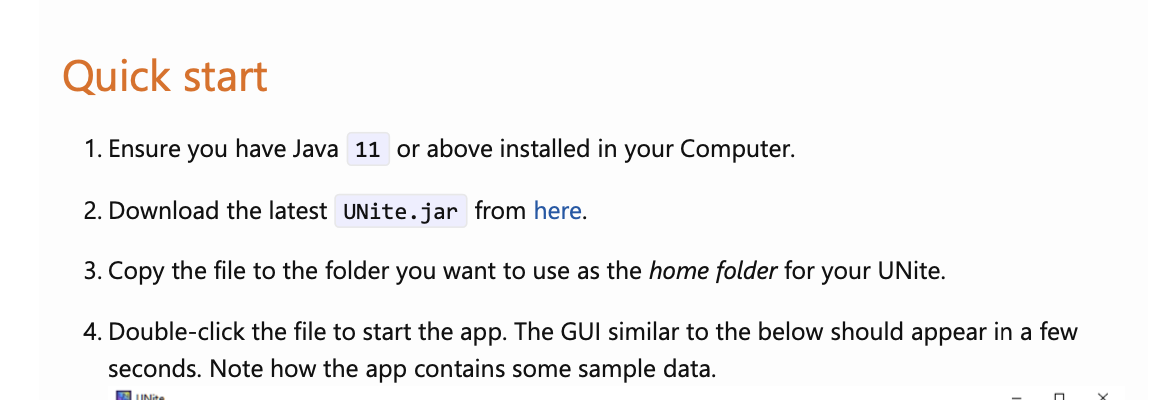 Quick start
1. Ensure you have Java 11 or above installed in your Computer.
2. Download the latest UNite.jar from here.
3. Copy the file to the folder you want to use as the home folder for your UNite.
4. Double-click the file to start the app. The GUI similar to the below should appear in a few
seconds. Note how the app contains some sample data.
UNite